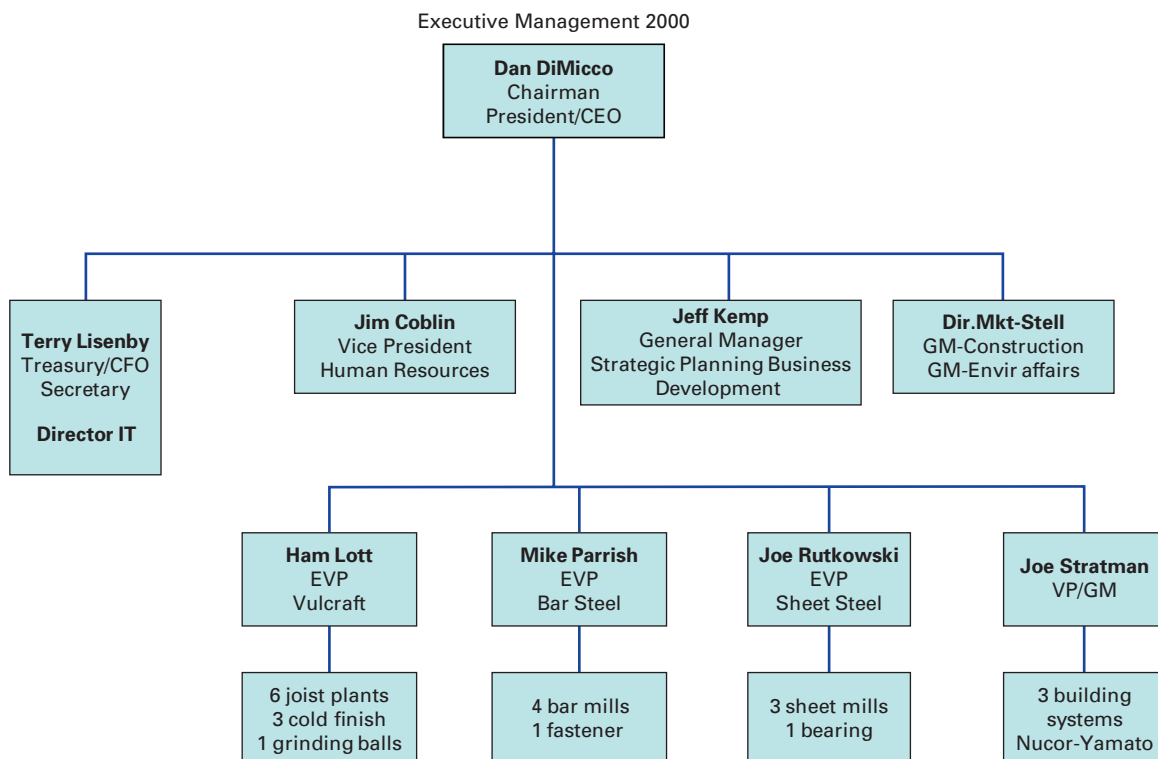 Executive Management 2000
Dan DiMicco
Chairman
President/CEO
Terry Lisenby
Treasury/CFO
Secretary
Director IT
Jim Coblin
Vice President
Human Resources
Jeff Kemp
General Manager
Strategic Planning Business
Development
Dir.Mkt-Stell
GM-Construction
GM-Envir affairs
Ham Lott
EVP
Vulcraft
Mike Parrish
EVP
Bar Steel
Joe Rutkowski
EVP
Sheet Steel
Joe Stratman
VP/GM
6 joist plants
3 cold finish
1 grinding balls
4 bar mills
1 fastener
3 sheet mills
1 bearing
3 building
systems
Nucor-Yamato